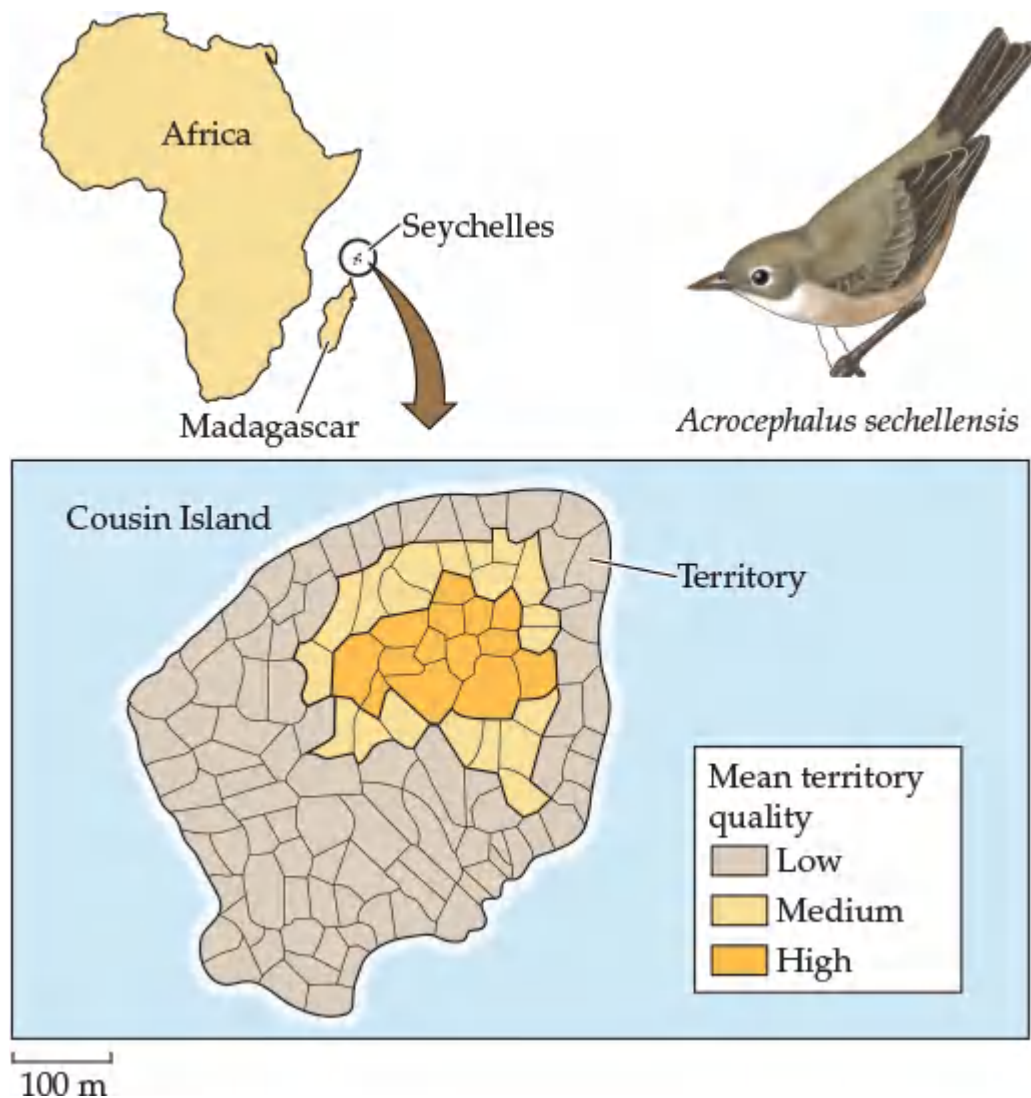 Africa
Seychelles
Madagascar
Acrocephalus sechellensis
Cousin Island
Territory
Mean territory
quality
Low
Medium
High
100 m